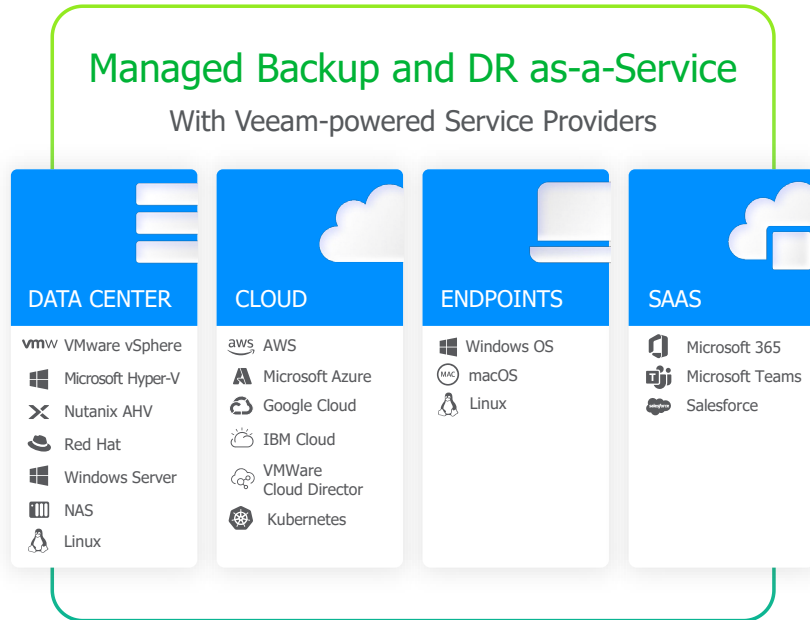 Managed Backup and DR as-a-Service
With Veeam-powered Service Providers
DATA CENTER
vmw VMware vSphere
Microsoft Hyper-V
Nutanix AHV
Red Hat
Windows Server
NAS
Linux
CLOUD
aws AWS
Microsoft Azure
Google Cloud
IBM Cloud
VMWare
Cloud Director
Kubernetes
ENDPOINTS
Windows OS
MAC macOS
Linux
SAAS
Microsoft 365
Microsoft Teams
salesforce Salesforce